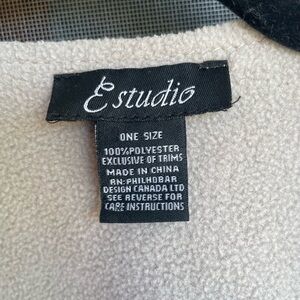 Estudio
ONE SIZE
100%POLYESTER
EXCLUSIVE OF TRIMS
MADE IN CHINA
RN:PHILHOBAR
DESIGN CANADA LTD
SEE REVERSE FOR
CARE INSTRUCTIONS